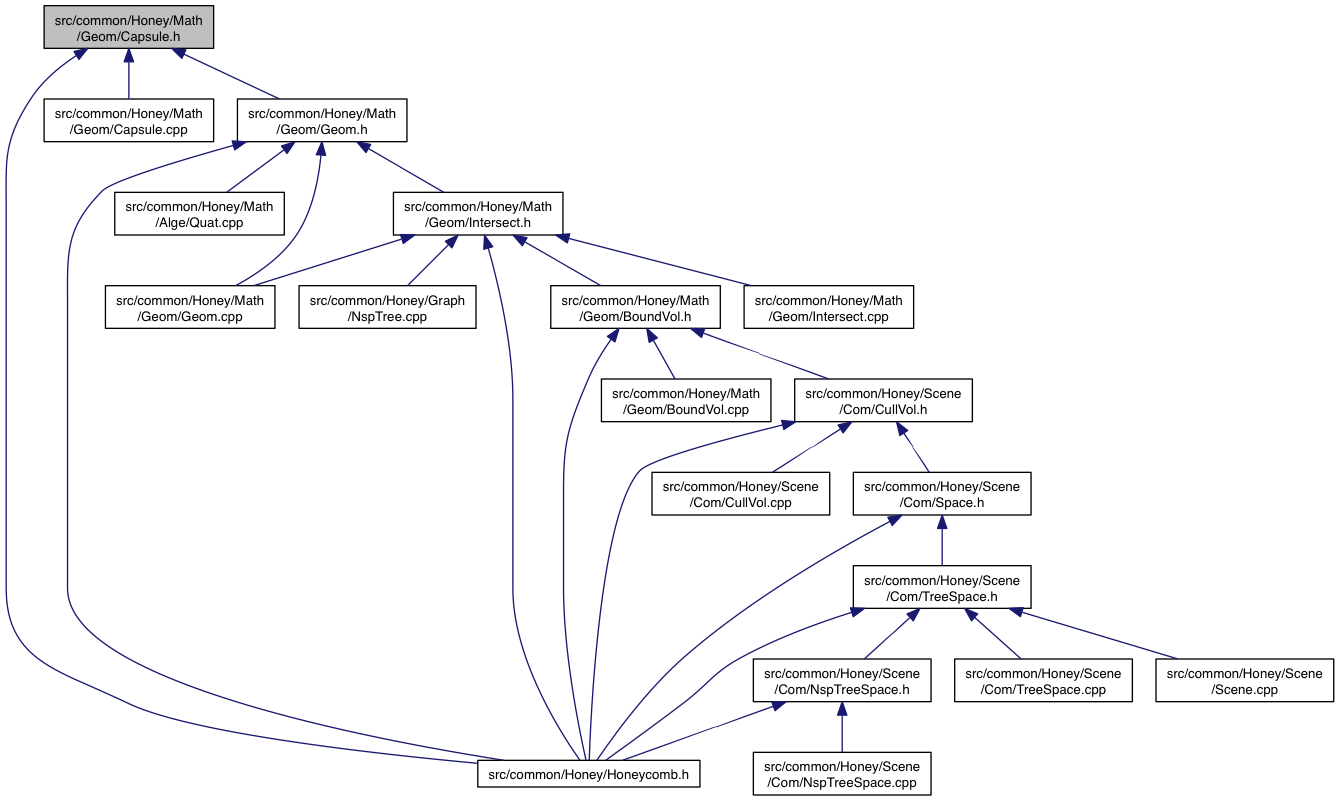 src/common/Honey/Math
/Geom/Capsule.h
src/common/Honey/Math
/Geom/Capsule.cpp
src/common/Honey/Math
/Geom/Geom.h
src/common/Honey/Math
/Alge/Quat.cpp
src/common/Honey/Math
/Geom/Intersect.h
src/common/Honey/Math
/Geom/Geom.cpp
src/common/Honey/Graph
/NspTree.cpp
src/common/Honey/Math
/Geom/BoundVol.h
src/common/Honey/Math
/Geom/Intersect.cpp
src/common/Honey/Math
/Geom/BoundVol.cpp
src/common/Honey/Scene
/Com/CullVol.h
src/common/Honey/Scene
/Com/CullVol.cpp
src/common/Honey/Scene
/Com/Space.h
src/common/Honey/Scene
/Com/TreeSpace.h
src/common/Honey/Scene
/Com/NspTreeSpace.h
src/common/Honey/Scene
/Com/TreeSpace.cpp
src/common/Honey/Scene
/Scene.cpp
src/common/Honey/Honeycomb.h
src/common/Honey/Scene
/Com/NspTreeSpace.cpp